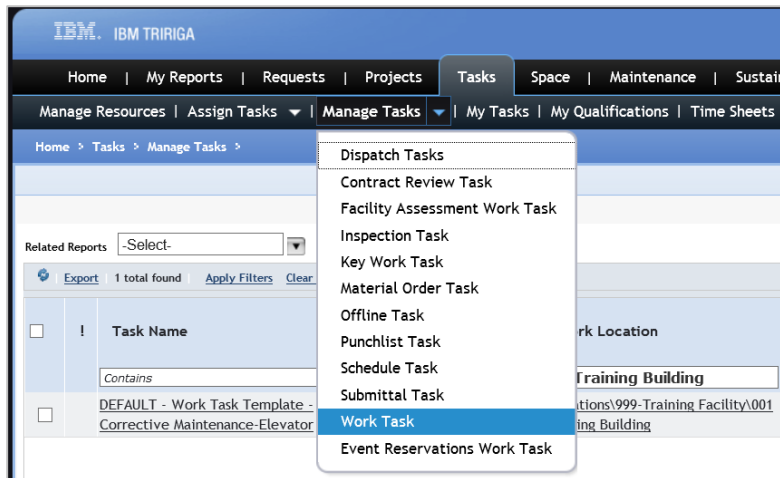 IBM. IBM TRIRIGA
Home | My Reports | Requests | Projects Tasks Space | Maintenance | Sustai
Manage Resources | Assign Tasks | Manage Tasks | My Tasks | My Qualifications | Time Sheets
Home > Tasks > Manage Tasks >
Dispatch Tasks
Contract Review Task
Facility Assessment Work Task
Inspection Task
Key Work Task
Material Order Task
Offline Task
Punchlist Task
Schedule Task
Submittal Task
Work Task
Event Reservations Work Task
Related Reports -Select-
Export 1 total found Apply Filters Clear
! Task Name rk Location
Contains Training Building
DEFAULT - Work Task Template - tions\999-Training Facility\001
Corrective Maintenance-Elevator ing Building